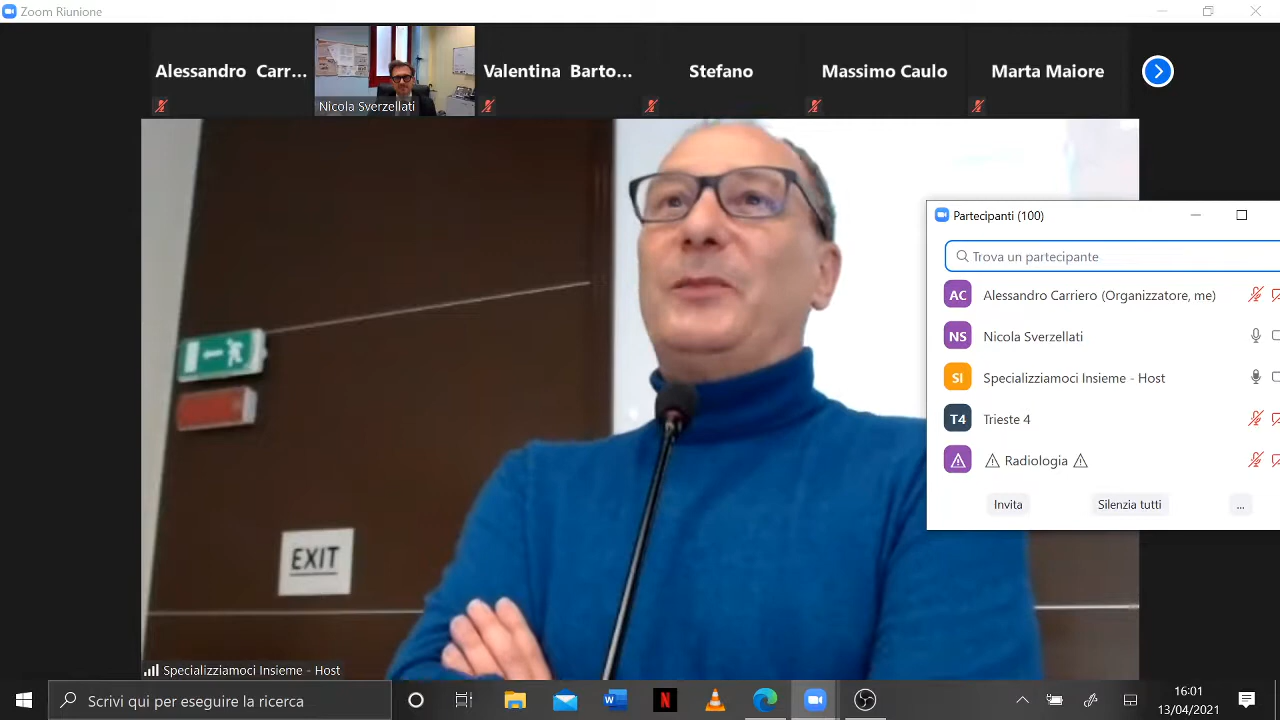 Zoom Riunione
Alessandro Carr...
Nicola Sverzellati
Valentina Barto...
Stefano
Massimo Caulo
Marta Maiore
Partecipanti (100)
Trova un partecipante
AC Alessandro Carriero (Organizzatore, me)
NS Nicola Sverzellati
SI Specializziamoci Insieme - Host
T4 Trieste 4
⚠ Radiologia ⚠
Invita
Silenzia tutti
...
EXIT
Specializziamoci Insieme - Host
Scrivi qui per eseguire la ricerca
W
N
16:01
13/04/2021